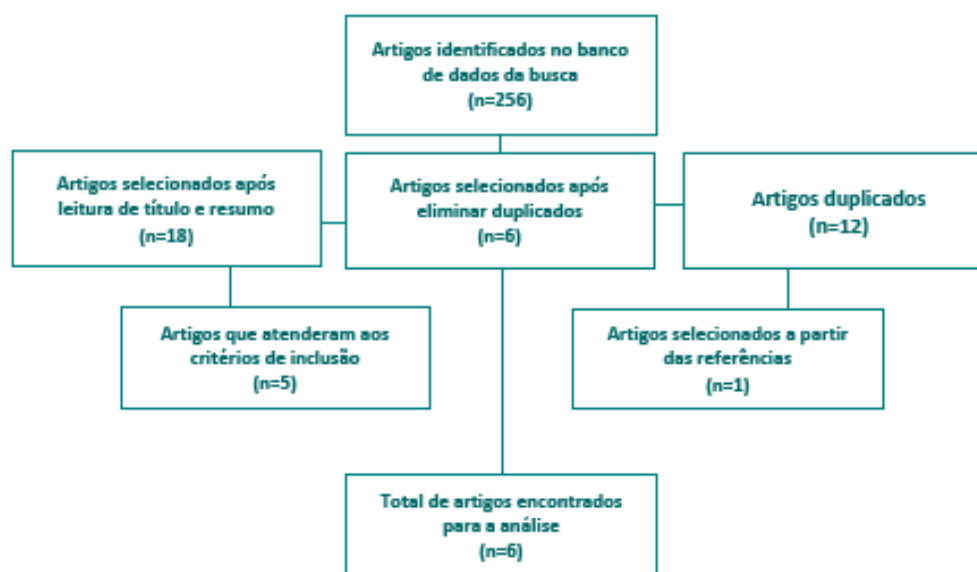 Artigos identificados no banco
de dados da busca
(n=256)
Artigos selecionados após
leitura de título e resumo
(n=18)
Artigos selecionados após
eliminar duplicados
(n=6)
Artigos duplicados
(n=12)
Artigos que atenderam aos
critérios de inclusão
(n=5)
Artigos selecionados a partir
das referências
(n=1)
Total de artigos encontrados
para a análise
(n=6)